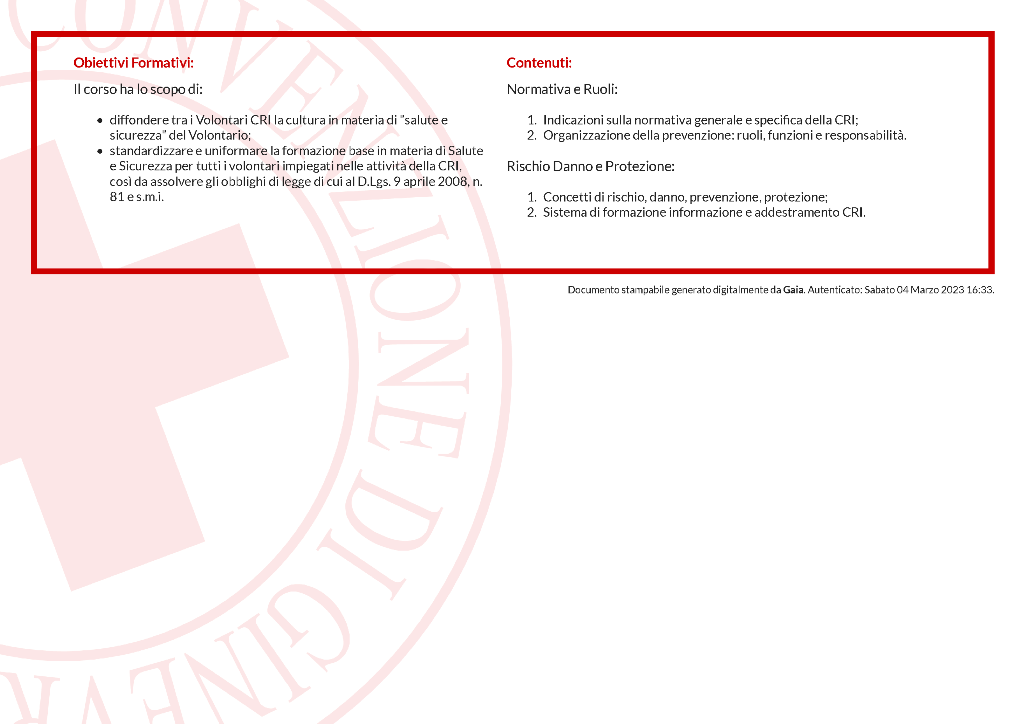 Obiettivi Formativi:
Il corso ha lo scopo di:
• diffondere tra i Volontari CRI la cultura in materia di “salute e
sicurezza” del Volontario;
• standardizzare e uniformare la formazione base in materia di Salute
e Sicurezza per tutti i volontari impiegati nelle attività della CRI,
così da assolvere gli obblighi di legge di cui al D.Lgs. 9 aprile 2008, n.
81 e s.m.i.
Contenuti:
Normativa e Ruoli:
1. Indicazioni sulla normativa generale e specifica della CRI;
2. Organizzazione della prevenzione: ruoli, funzioni e responsabilità.
Rischio Danno e Protezione:
1. Concetti di rischio, danno, prevenzione, protezione;
2. Sistema di formazione informazione e addestramento CRI.
Documento stampabile generato digitalmente da Gaia. Autenticato: Sabato 04 Marzo 2023 16:33.
CONVENZIONE DI GINEVR